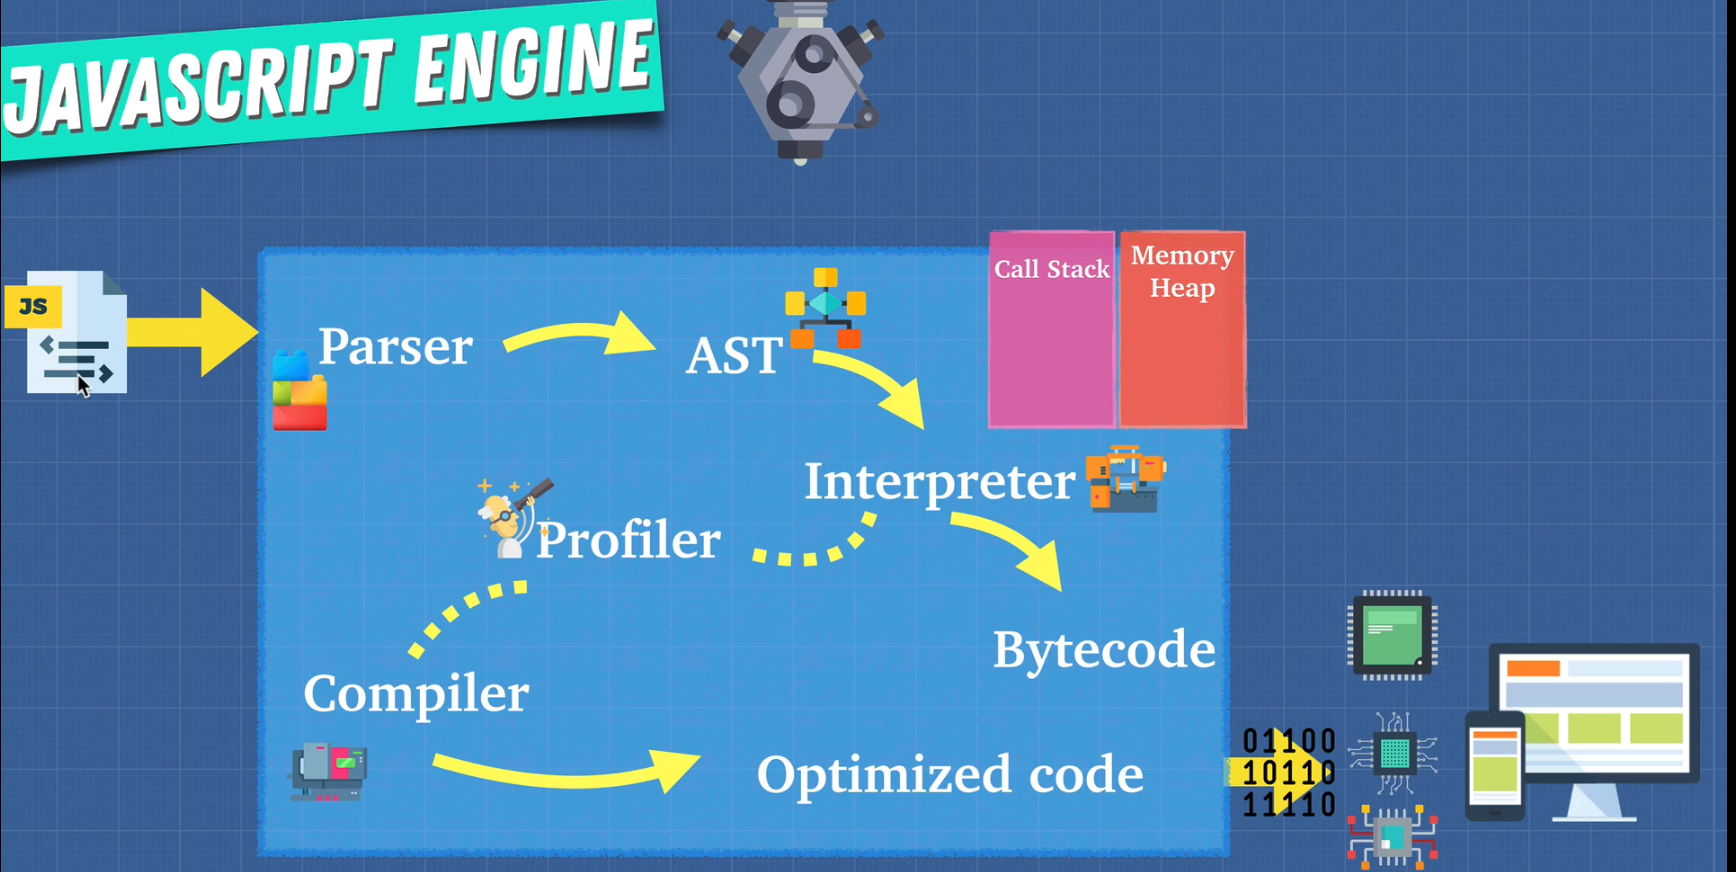 JAVASCRIPT ENGINE
JS
Call Stack
Memory
Heap
Parser
AST
Interpreter
Profiler
Bytecode
Compiler
Optimized code
01100
10110
11110